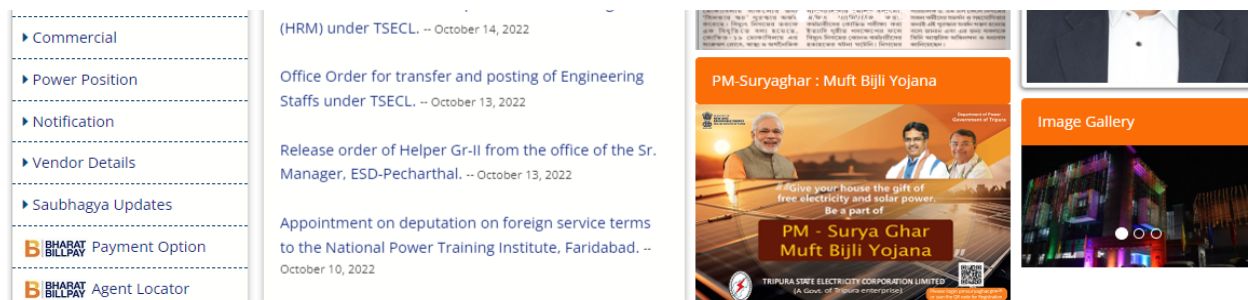 Commercial
Power Position
Notification
Vendor Details
Saubhagya Updates
BHARAT BILLPAY Payment Option
BHARAT BILLPAY Agent Locator
(HRM) under TSECL. -- October 14, 2022
Office Order for transfer and posting of Engineering
Staffs under TSECL. -- October 13, 2022
Release order of Helper Gr-II from the office of the Sr.
Manager, ESD-Pecharthal. -- October 13, 2022
Appointment on deputation on foreign service terms
to the National Power Training Institute, Faridabad. --
October 10, 2022
PM-Suryaghar : Muft Bijli Yojana
Department of Power
Government of Tripura
Give your house the gift of
free electricity and solar power.
Be a part of
PM - Surya Ghar
Muft Bijli Yojana
TRIPURA STATE ELECTRICITY CORPORATION LIMITED
(A Govt. of Tripura enterprise)
Image Gallery